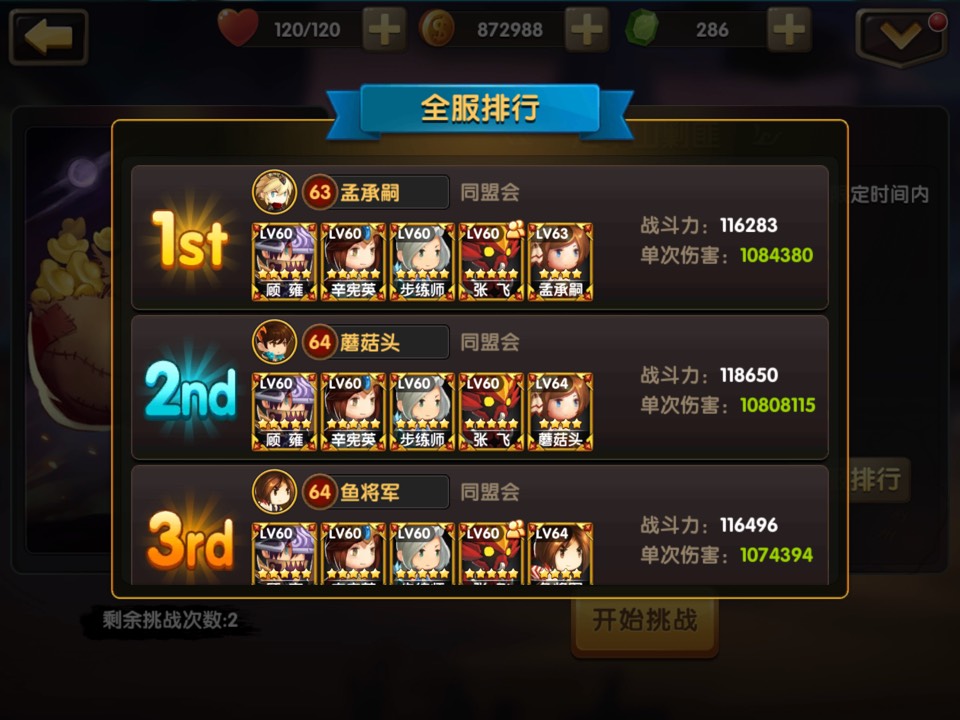 120/120
872988
286
全服排行
定时间内
1st
63 孟承嗣 同盟会
战斗力: 116283
单次伤害: 1084380
LV60 LV60 LV60 LV60 LV63
顾 雍 辛宪英 步练师 张 飞 孟承嗣
2nd
64 蘑菇头 同盟会
战斗力: 118650
单次伤害: 10808115
LV60 LV60 LV60 LV60 LV64
顾 雍 辛宪英 步练师 张 飞 蘑菇头
排行
3rd
64 鱼将军 同盟会
战斗力: 116496
单次伤害: 1074394
LV60 LV60 LV60 LV60 LV64
剩余挑战次数:2
开始挑战